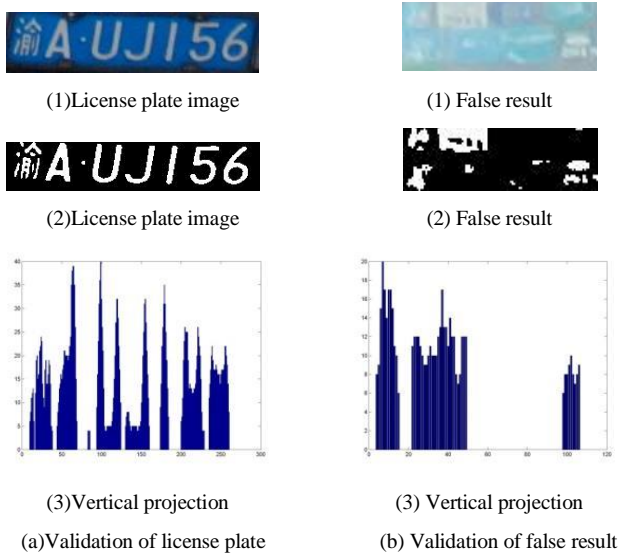 渝A·UJ156
(1)License plate image
(1) False result
渝A·UJ156
(2)License plate image
(2) False result
40
35
30
25
20
15
10
5
0
0 50 100 150 200 250 300
20
18
16
14
12
10
8
6
4
2
0
0 20 40 60 80 100 120
(3)Vertical projection
(3) Vertical projection
(a)Validation of license plate
(b) Validation of false result